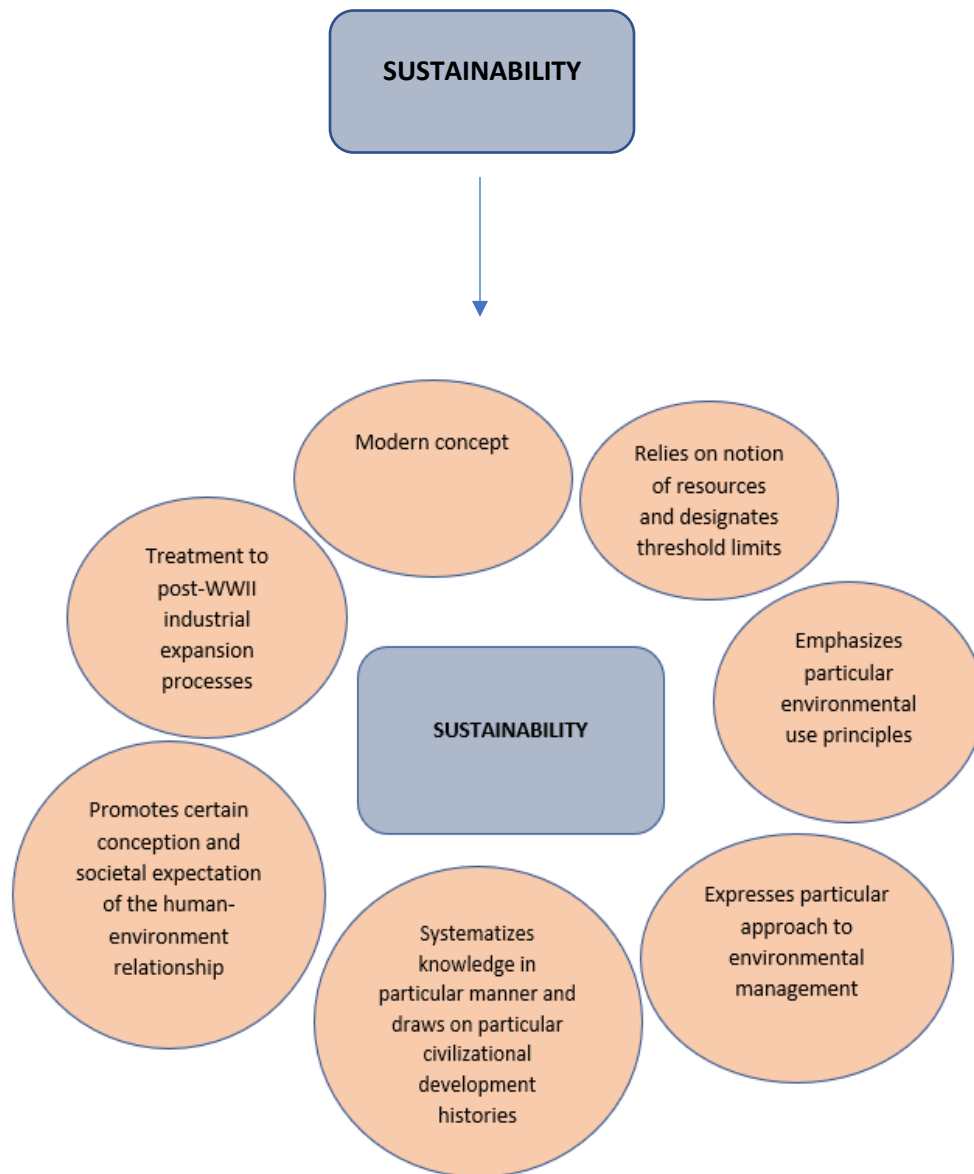 SUSTAINABILITY
Modern concept
Relies on notion
of resources
and designates
threshold limits
Emphasizes
particular
environmental
use principles
Expresses particular
approach to
environmental
management
Systematizes
knowledge in
particular manner and
draws on particular
civilizational
development
histories
Promotes certain
conception and
societal expectation
of the human-
environment
relationship
Treatment to
post-WWII
industrial
expansion
processes
SUSTAINABILITY